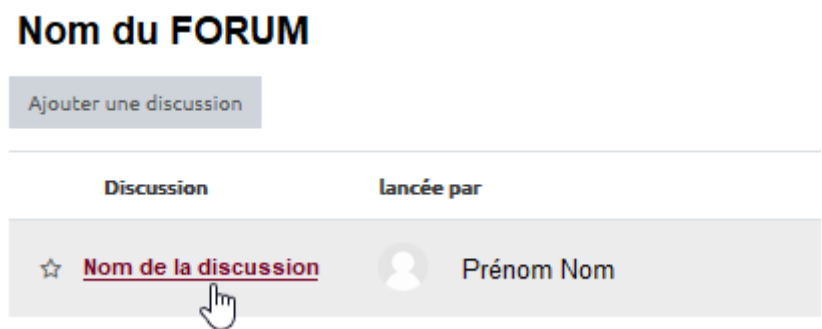 Nom du FORUM
Ajouter une discussion
Discussion lancée par
Nom de la discussion Prénom Nom